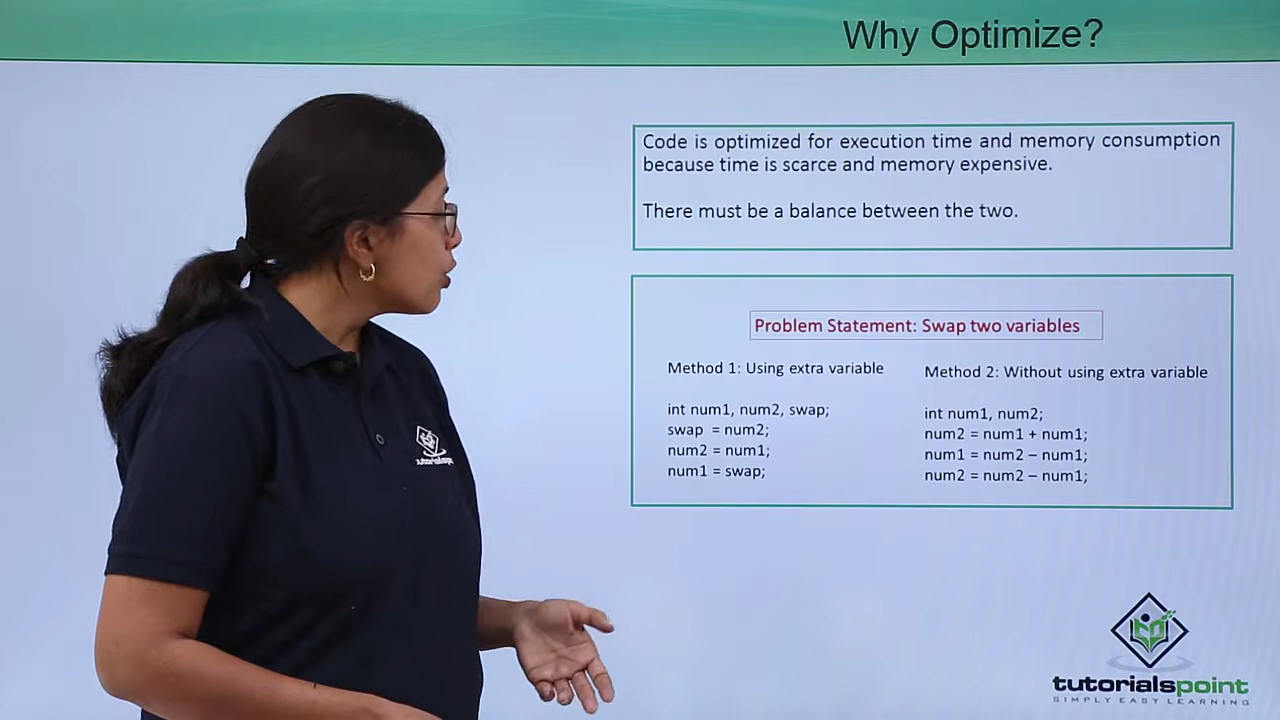 Why Optimize?
Code is optimized for execution time and memory consumption
because time is scarce and memory expensive.
There must be a balance between the two.
Problem Statement: Swap two variables
Method 1: Using extra variable
int num1, num2, swap;
swap = num2;
num2 = num1;
num1 = swap;
Method 2: Without using extra variable
int num1, num2;
num2 = num1 + num1;
num1 = num2 – num1;
num2 = num2 – num1;
tutorialspoint
SIMPLY EASY LEARNING